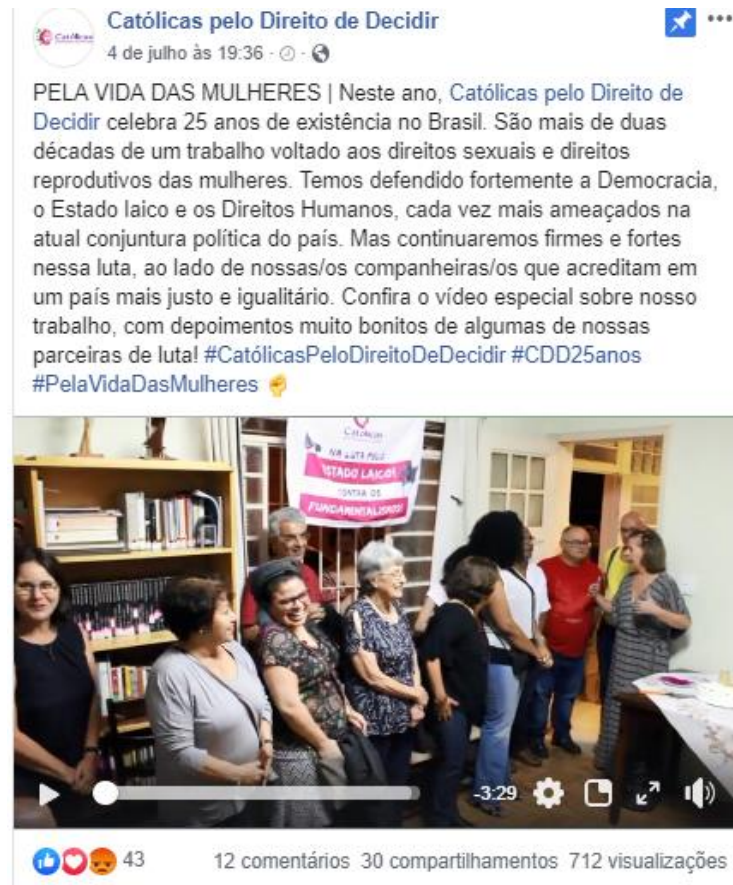 Católicas
Católicas pelo Direito de Decidir
4 de julho às 19:36
PELA VIDA DAS MULHERES | Neste ano, Católicas pelo Direito de
Decidir celebra 25 anos de existência no Brasil. São mais de duas
décadas de um trabalho voltado aos direitos sexuais e direitos
reprodutivos das mulheres. Temos defendido fortemente a Democracia,
o Estado laico e os Direitos Humanos, cada vez mais ameaçados na
atual conjuntura política do país. Mas continuaremos firmes e fortes
nessa luta, ao lado de nossas/os companheiras/os que acreditam em
um país mais justo e igualitário. Confira o vídeo especial sobre nosso
trabalho, com depoimentos muito bonitos de algumas de nossas
parceiras de luta! #CatólicasPeloDireitoDeDecidir #CDD25anos
#PelaVidaDasMulheres
Católicas
NA LUTA PELO
ESTADO LAICO!
CONTRA OS
FUNDAMENTALISMOS!
-3:29
43
12 comentários 30 compartilhamentos 712 visualizações